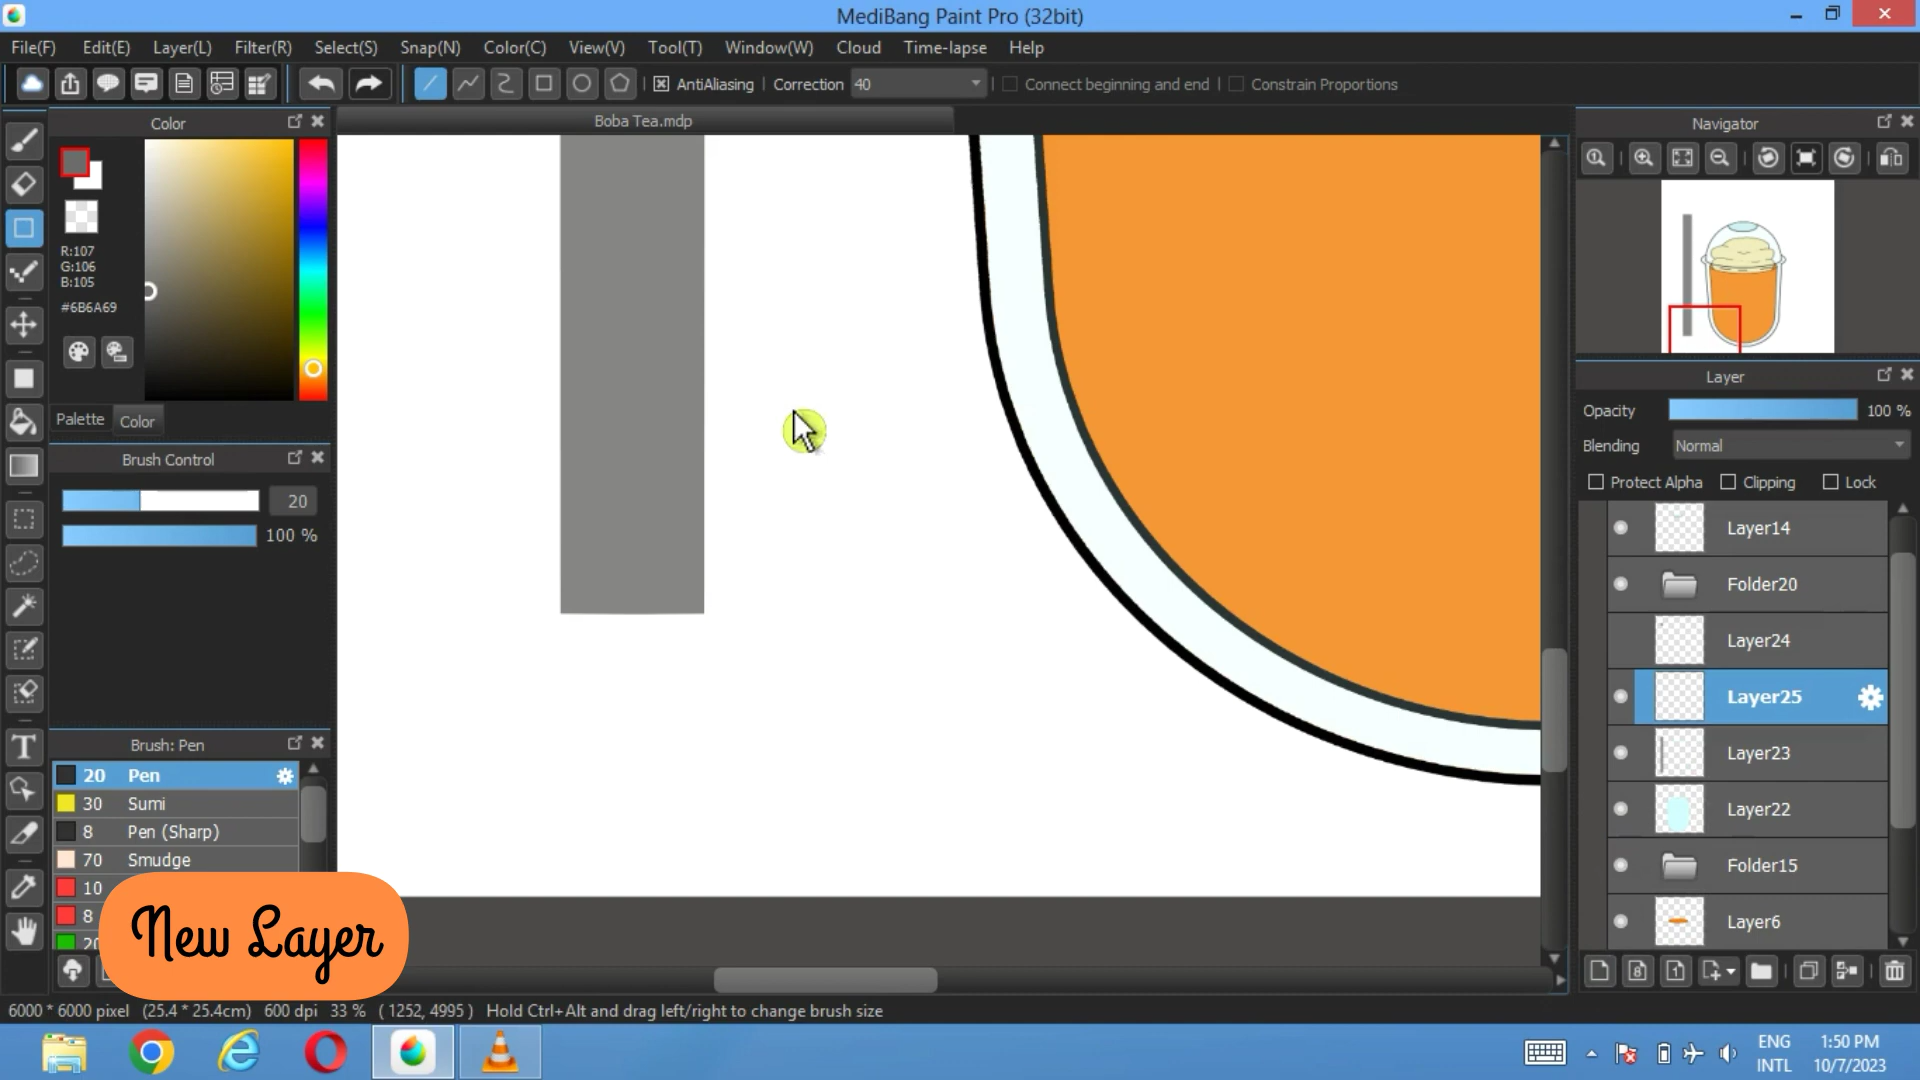 MediBang Paint Pro (32bit)
File(F) Edit(E) Layer(L) Filter(R) Select(S) Snap(N) Color(C) View(V) Tool(T) Window(W) Cloud Time-lapse Help
AntiAliasing Correction 40 Connect beginning and end Constrain Proportions
Color
Boba Tea.mdp
Navigator
R:107
G:106
B:105
#6B6A69
Palette Color
Brush Control
20
100 %
Brush: Pen
20 Pen
30 Sumi
8 Pen (Sharp)
70 Smudge
10
8
20
New Layer
Layer
Opacity 100 %
Blending Normal
Protect Alpha Clipping Lock
Layer14
Folder20
Layer24
Layer25
Layer23
Layer22
Folder15
Layer6
6000 * 6000 pixel (25.4 * 25.4cm) 600 dpi 33 % ( 1252, 4995 ) Hold Ctrl+Alt and drag left/right to change brush size
ENG
INTL
1:50 PM
10/7/2023